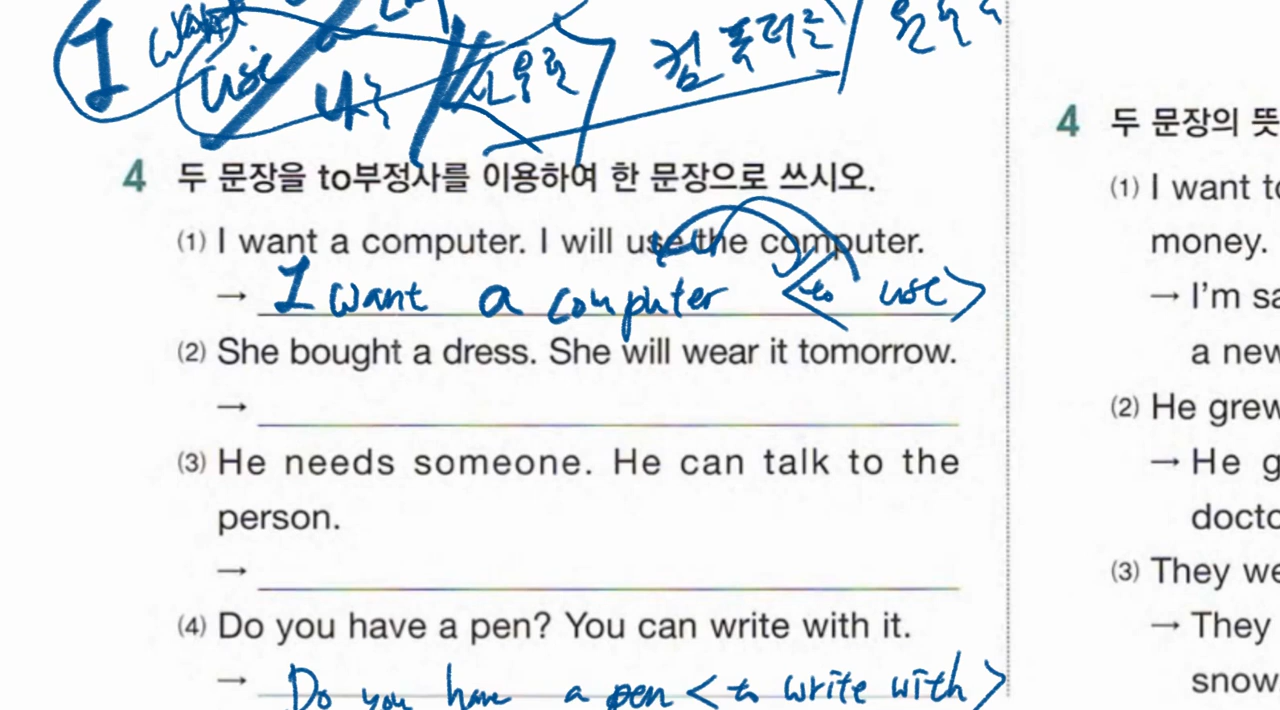 I want
use 나는 사용할 컴퓨터를
4 두 문장을 to부정사를 이용하여 한 문장으로 쓰시오.
(1) I want a computer. I will use the computer.
→ I want a computer <to use>
(2) She bought a dress. She will wear it tomorrow.
→
(3) He needs someone. He can talk to the
person.
→
(4) Do you have a pen? You can write with it.
→ Do you have a pen <to write with>
4 두 문장의 뜻
(1) I want to
money.
→ I'm sa
a new
(2) He grew
→ He g
docto
(3) They we
→ They
snow